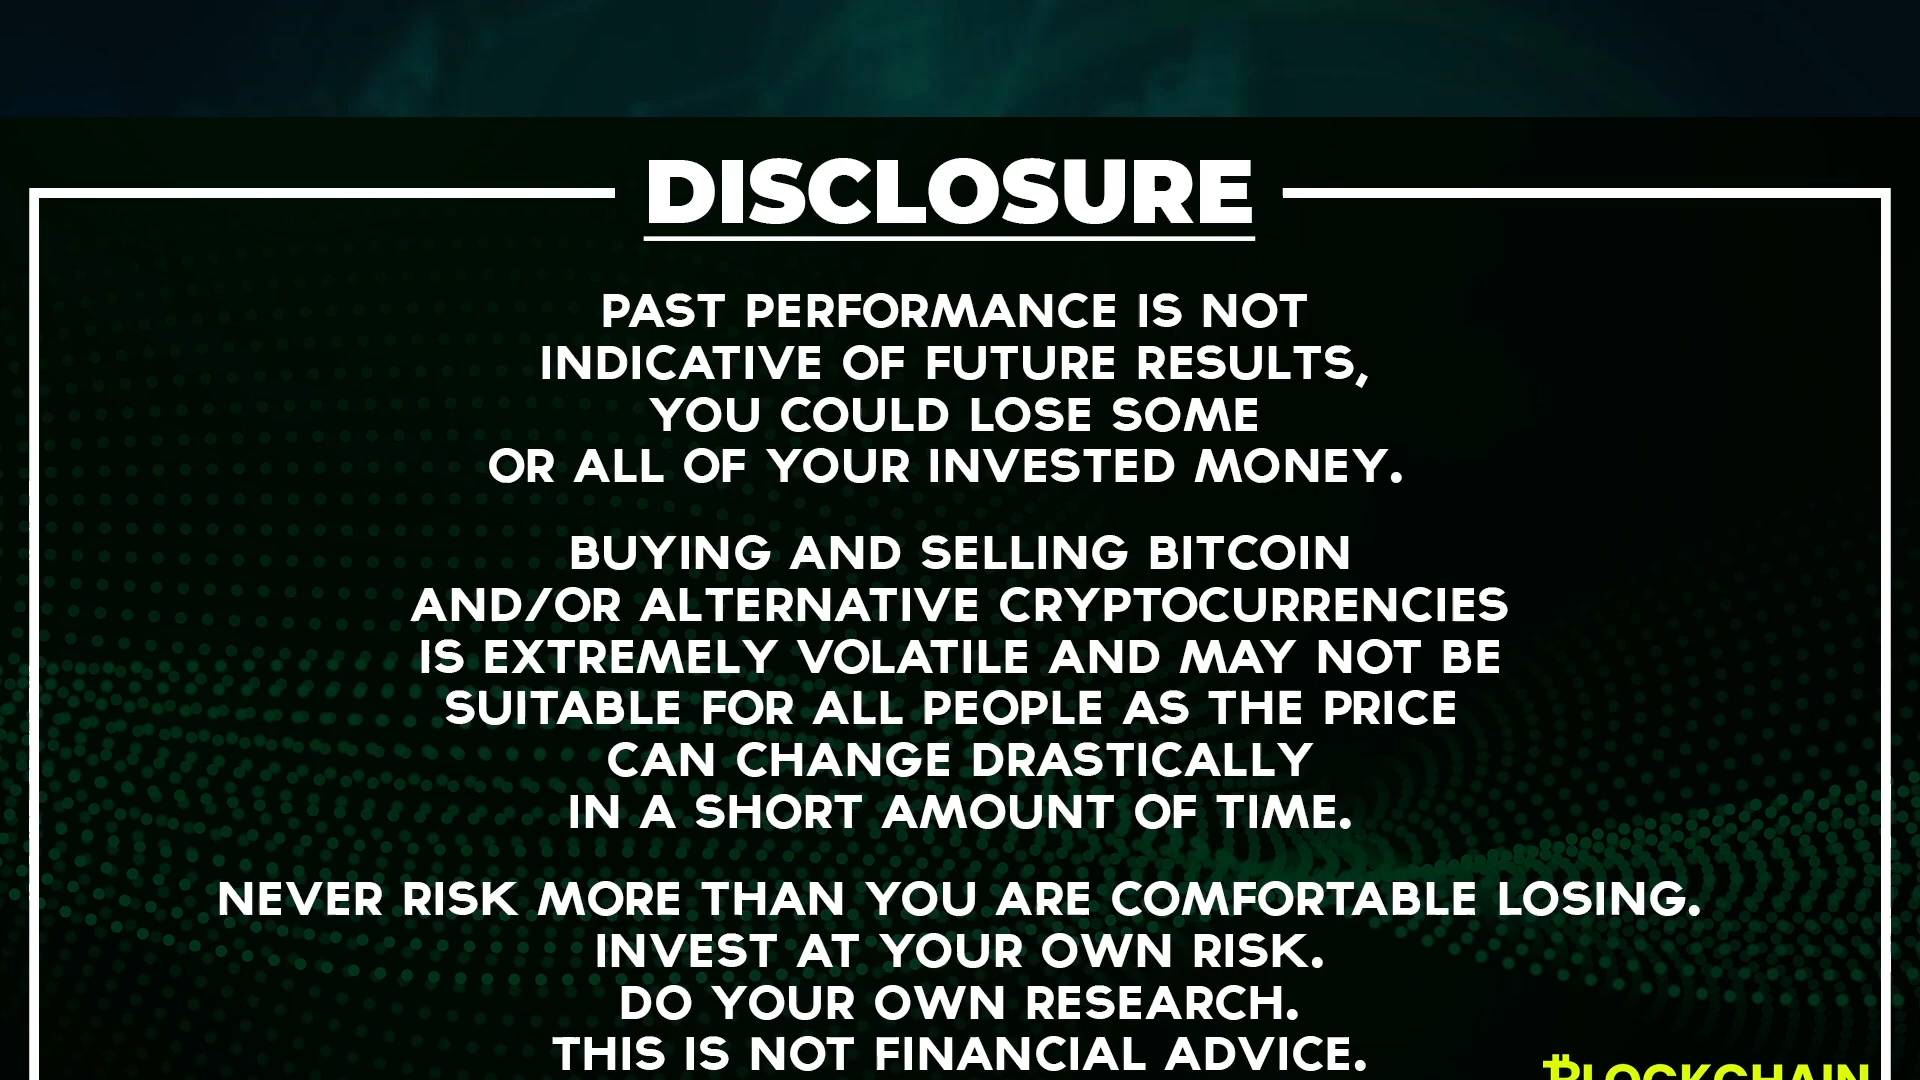 DISCLOSURE
PAST PERFORMANCE IS NOT
INDICATIVE OF FUTURE RESULTS,
YOU COULD LOSE SOME
OR ALL OF YOUR INVESTED MONEY.
BUYING AND SELLING BITCOIN
AND/OR ALTERNATIVE CRYPTOCURRENCIES
IS EXTREMELY VOLATILE AND MAY NOT BE
SUITABLE FOR ALL PEOPLE AS THE PRICE
CAN CHANGE DRASTICALLY
IN A SHORT AMOUNT OF TIME.
NEVER RISK MORE THAN YOU ARE COMFORTABLE LOSING.
INVEST AT YOUR OWN RISK.
DO YOUR OWN RESEARCH.
THIS IS NOT FINANCIAL ADVICE.
₿LOCKCHAIN